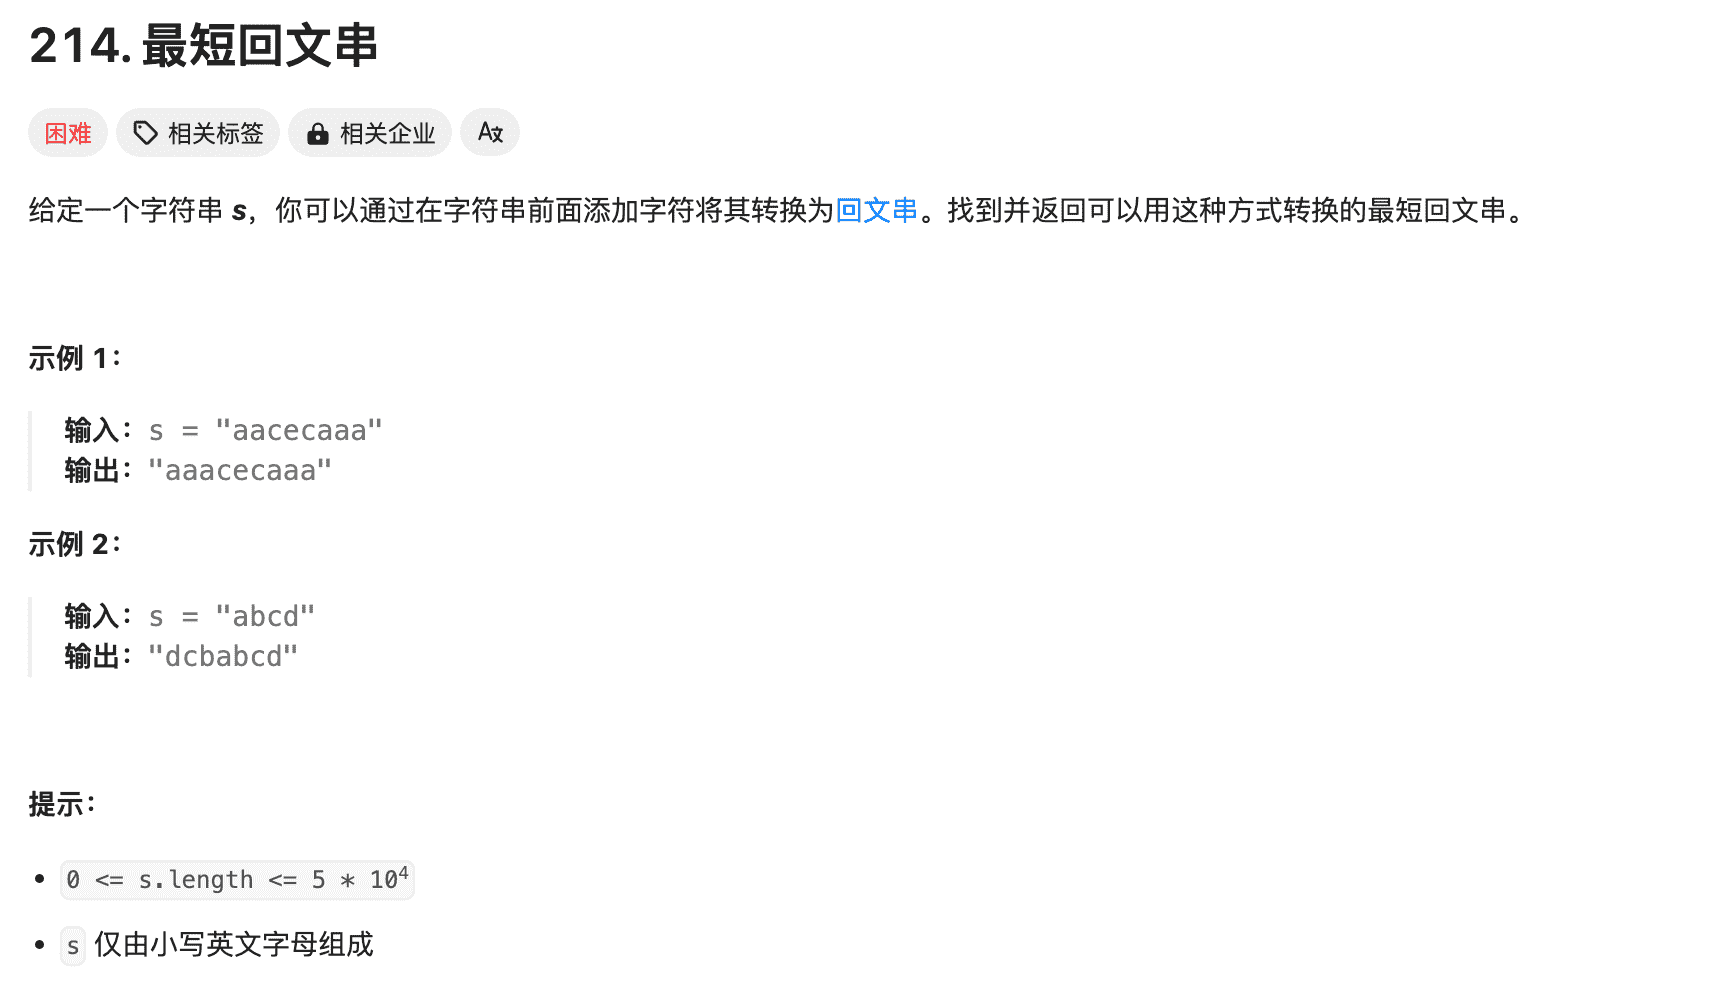 214. 最短回文串
困难 相关标签 相关企业 A文
给定一个字符串 s，你可以通过在字符串前面添加字符将其转换为回文串。找到并返回可以用这种方式转换的最短回文串。
示例 1：
输入：s = "aacecaaa"
输出："aaacecaaa"
示例 2：
输入：s = "abcd"
输出："dcbabcd"
提示：
• 0 <= s.length <= 5 * 10⁴
• s 仅由小写英文字母组成